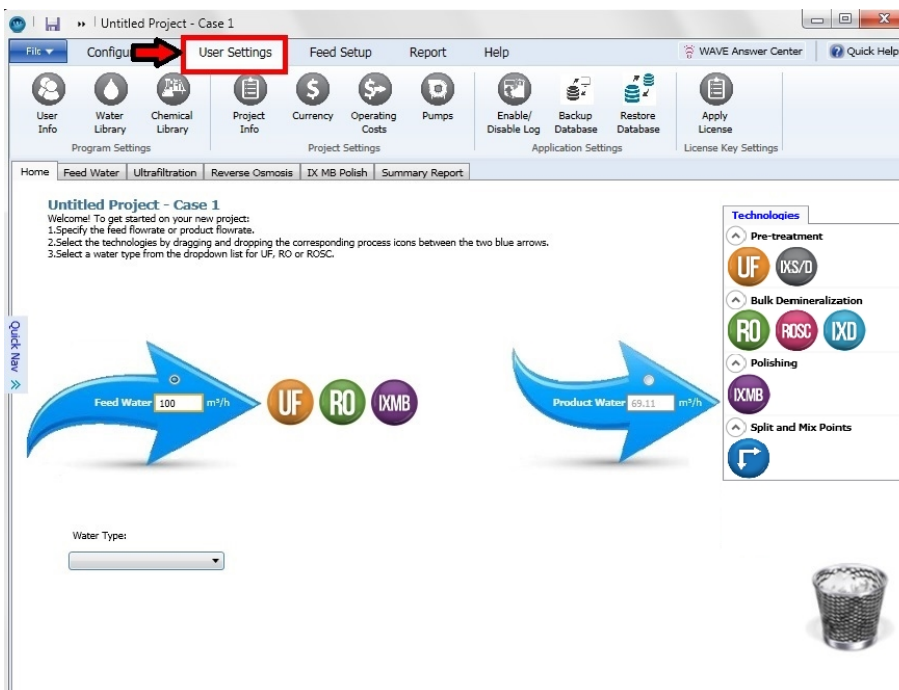 Untitled Project - Case 1
File
User Settings
Feed Setup
Report
Help
WAVE Answer Center
Quick Help
User Info
Water Library
Chemical Library
Project Info
Currency
Operating Costs
Pumps
Enable/ Disable Log
Backup Database
Restore Database
Apply License
Program Settings
Project Settings
Application Settings
License Key Settings
Home
Feed Water
Ultrafiltration
Reverse Osmosis
IX MB Polish
Summary Report
Untitled Project - Case 1
Welcome! To get started on your new project:
1.Specify the feed flowrate or product flowrate.
2.Select the technologies by dragging and dropping the corresponding process icons between the two blue arrows.
3.Select a water type from the dropdown list for UF, RO or ROSC.
Technologies
Pre-treatment
UF IXS/D
Bulk Demineralization
RO ROSC IXD
Polishing
IXMB
Split and Mix Points
Quick Nav
Feed Water 100 m³/h
UF RO IXMB
Product Water 69.11 m³/h
Water Type: